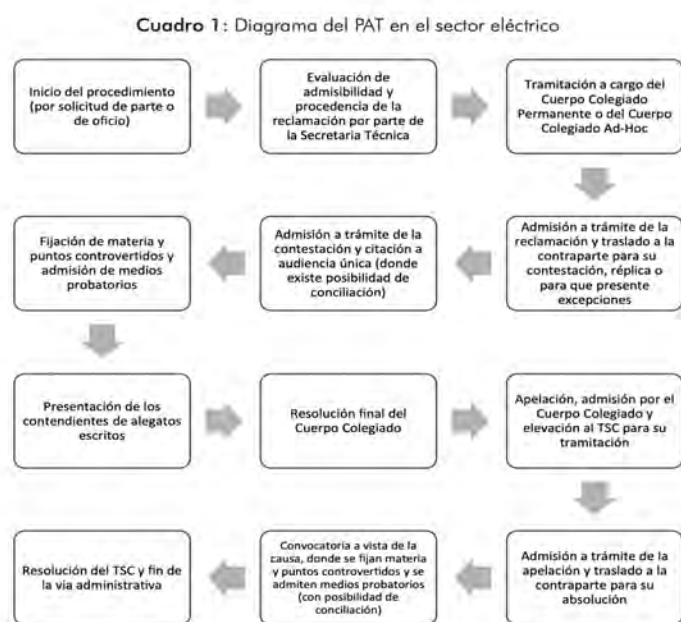 Cuadro 1: Diagrama del PAT en el sector eléctrico
Inicio del procedimiento
(por solicitud de parte o
de oficio)
Evaluación de
admisibilidad y
procedencia de la
reclamación por parte de
la Secretaria Técnica
Tramitación a cargo del
Cuerpo Colegiado
Permanente o del Cuerpo
Colegiado Ad-Hoc
Admisión a trámite de la
reclamación y traslado a la
contraparte para su
contestación, réplica o
para que presente
excepciones
Admisión a trámite de la
contestación y citación a
audiencia única (donde
existe posibilidad de
conciliación)
Fijación de materia y
puntos controvertidos y
admisión de medios
probatorios
Presentación de los
contendientes de alegatos
escritos
Resolución final del
Cuerpo Colegiado
Apelación, admisión por el
Cuerpo Colegiado y
elevación al TSC para su
tramitación
Admisión a trámite de la
apelación y traslado a la
contraparte para su
absolución
Convocatoria a vista de la
causa, donde se fijan materia
y puntos controvertidos y se
admiten medios probatorios
(con posibilidad de
conciliación)
Resolución del TSC y fin de
la via administrativa